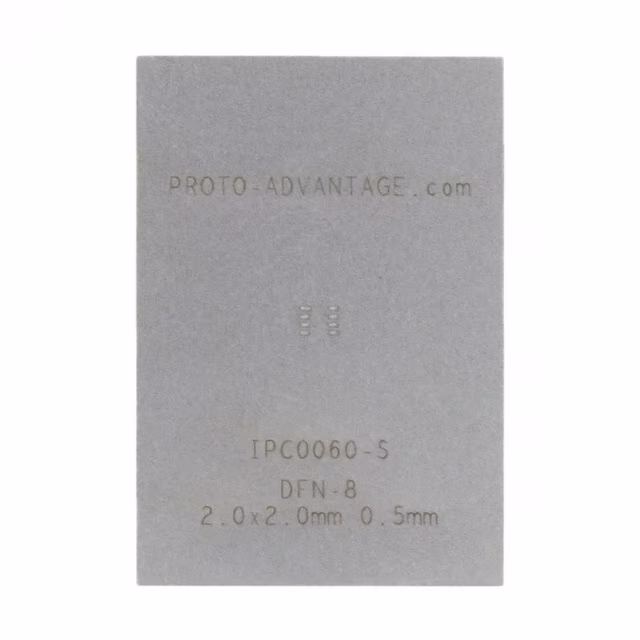 PROTO-ADVANTAGE.com
IPC0060-S
DFN-8
2.0x2.0mm 0.5mm